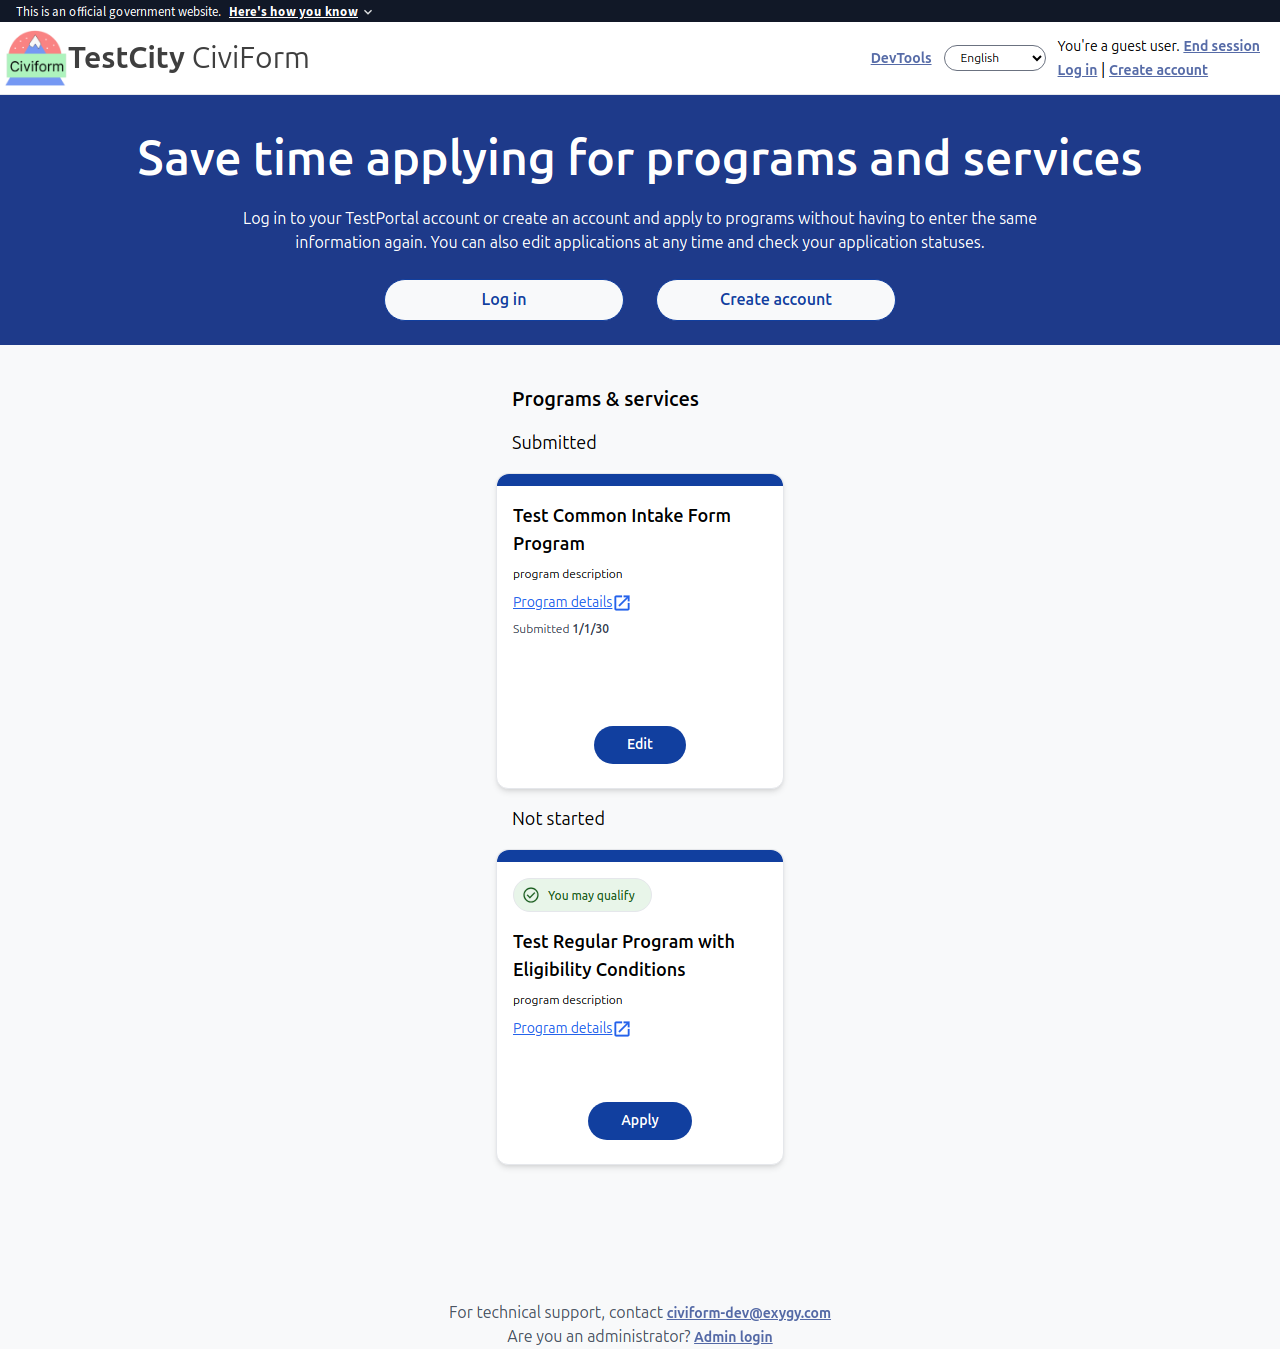 This is an official government website. Here's how you know
Civiform
TestCity CiviForm
DevTools
English
You're a guest user. End session
Log in | Create account
Save time applying for programs and services
Log in to your TestPortal account or create an account and apply to programs without having to enter the same
information again. You can also edit applications at any time and check your application statuses.
Log in
Create account
Programs & services
Submitted
Test Common Intake Form
Program
program description
Program details
Submitted 1/1/30
Edit
Not started
You may qualify
Test Regular Program with
Eligibility Conditions
program description
Program details
Apply
For technical support, contact civiform-dev@exygy.com
Are you an administrator? Admin login